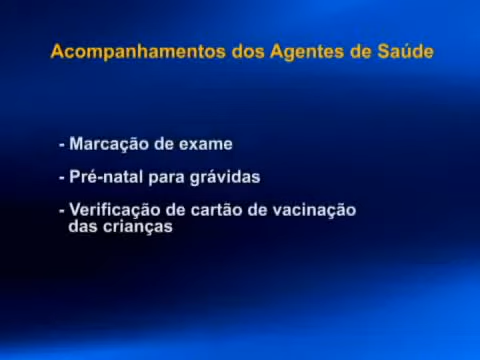 Acompanhamentos dos Agentes de Saúde
- Marcação de exame
- Pré-natal para grávidas
- Verificação de cartão de vacinação
das crianças